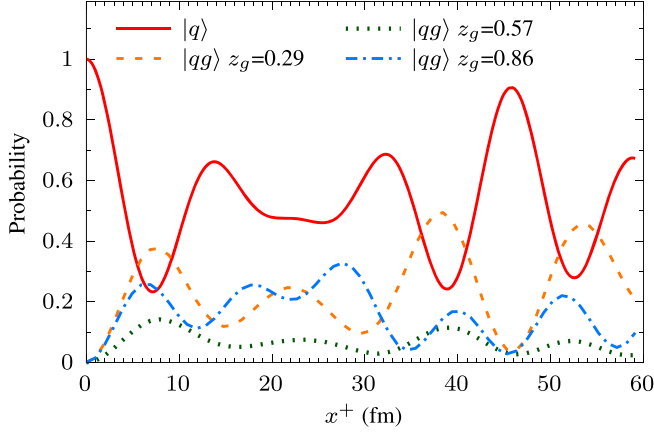 |q⟩
|qg⟩ z_g=0.29
|qg⟩ z_g=0.57
|qg⟩ z_g=0.86
Probability
1
0.8
0.6
0.4
0.2
0
0 10 20 30 40 50 60
x⁺ (fm)